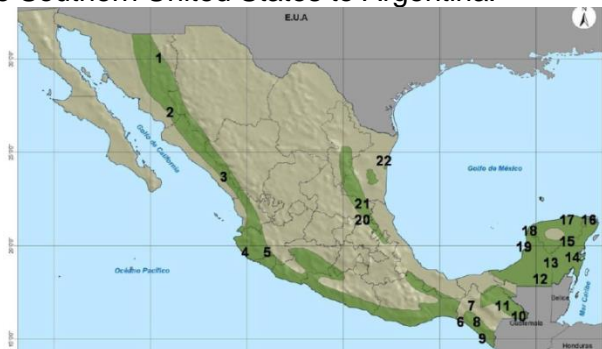 Southern United States to Argentina.
E.U.A
1
2
Golfo de California
22
Golfo de México
3
21
20
17 16
18
19 15
4 5
14
13
12
Océano Pacífico
Mar Caribe
Belice
7 11
6 8 10
Guatemala
9
Honduras